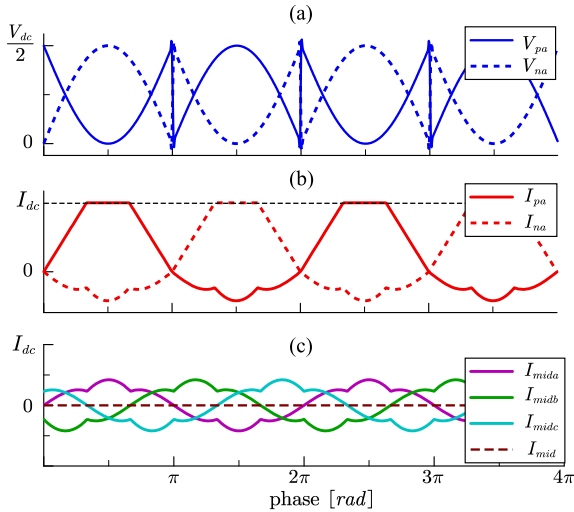 (a)
V_dc
2
0
V_pa
V_na
(b)
I_dc
0
I_pa
I_na
(c)
I_dc
0
I_mida
I_midb
I_midc
I_mid
π 2π 3π 4π
phase [rad]